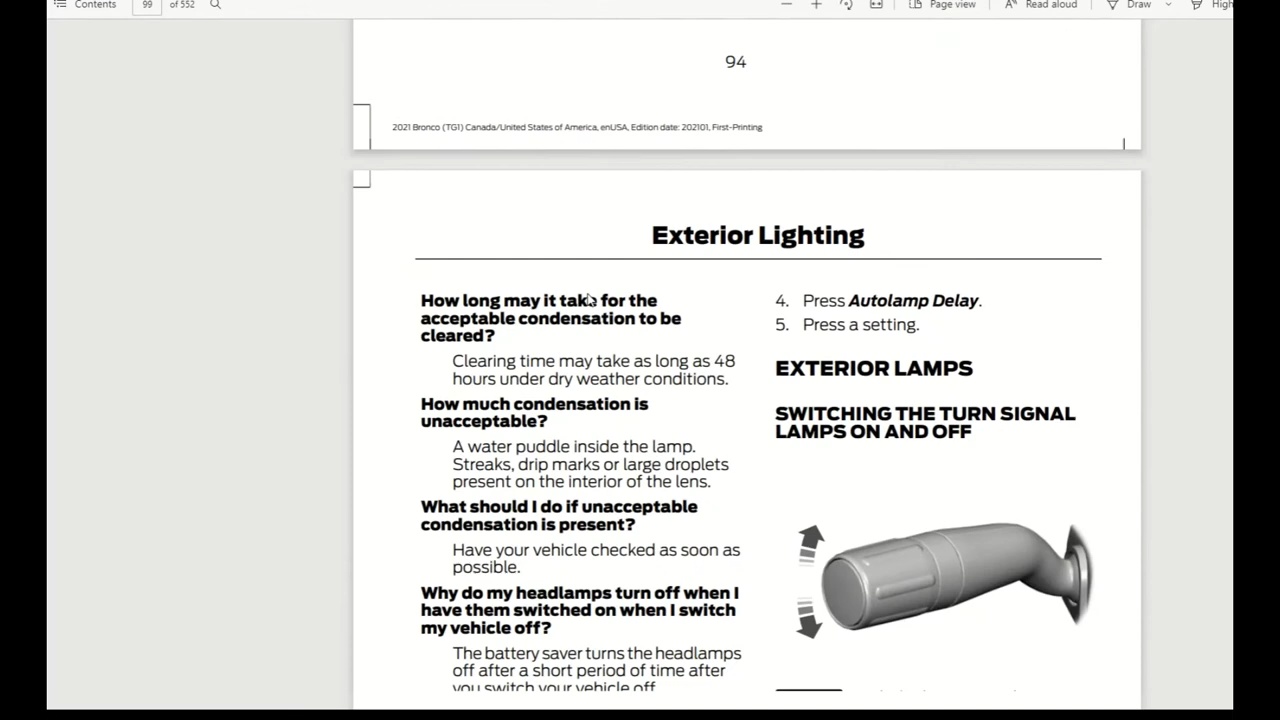 Contents
99
of 552
Page view
Read aloud
Draw
High
94
2021 Bronco (TG1) Canada/United States of America, enUSA, Edition date: 202101, First-Printing
Exterior Lighting
How long may it take for the
acceptable condensation to be
cleared?
Clearing time may take as long as 48
hours under dry weather conditions.
How much condensation is
unacceptable?
A water puddle inside the lamp.
Streaks, drip marks or large droplets
present on the interior of the lens.
What should I do if unacceptable
condensation is present?
Have your vehicle checked as soon as
possible.
Why do my headlamps turn off when I
have them switched on when I switch
my vehicle off?
The battery saver turns the headlamps
off after a short period of time after
you switch your vehicle off
4. Press Autolamp Delay.
5. Press a setting.
EXTERIOR LAMPS
SWITCHING THE TURN SIGNAL
LAMPS ON AND OFF